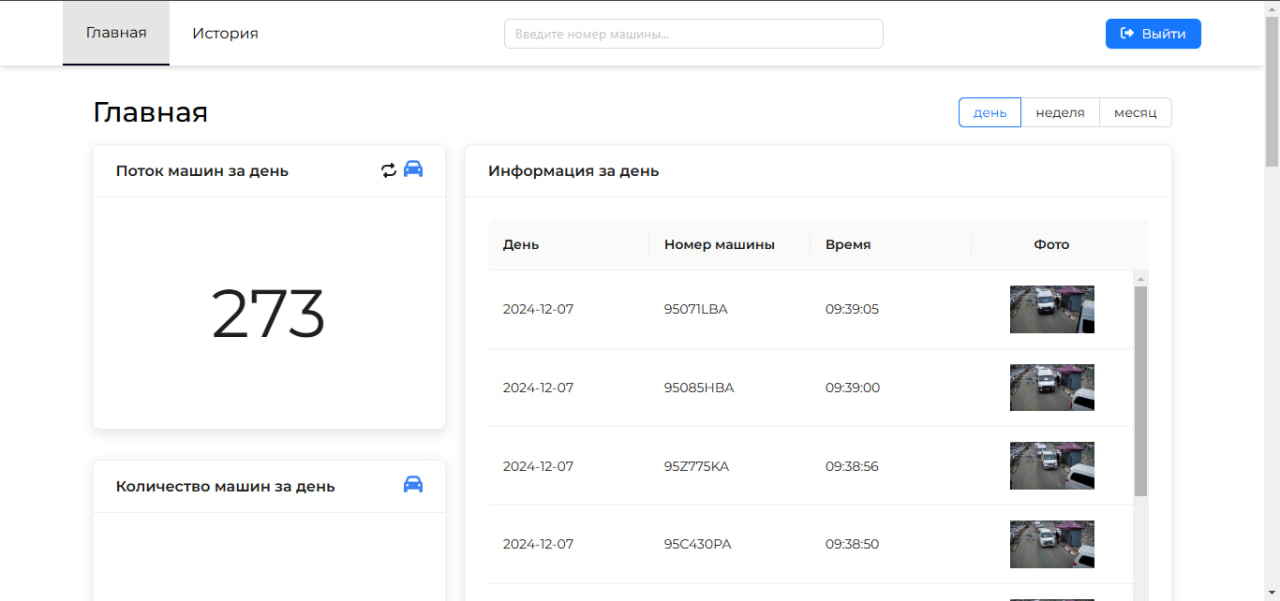 Главная История Введите номер машины... Выйти
Главная день неделя месяц
Поток машин за день
273
Количество машин за день
Информация за день
День Номер машины Время Фото
2024-12-07 95071LBA 09:39:05
2024-12-07 95085HBA 09:39:00
2024-12-07 95Z775KA 09:38:56
2024-12-07 95C430PA 09:38:50